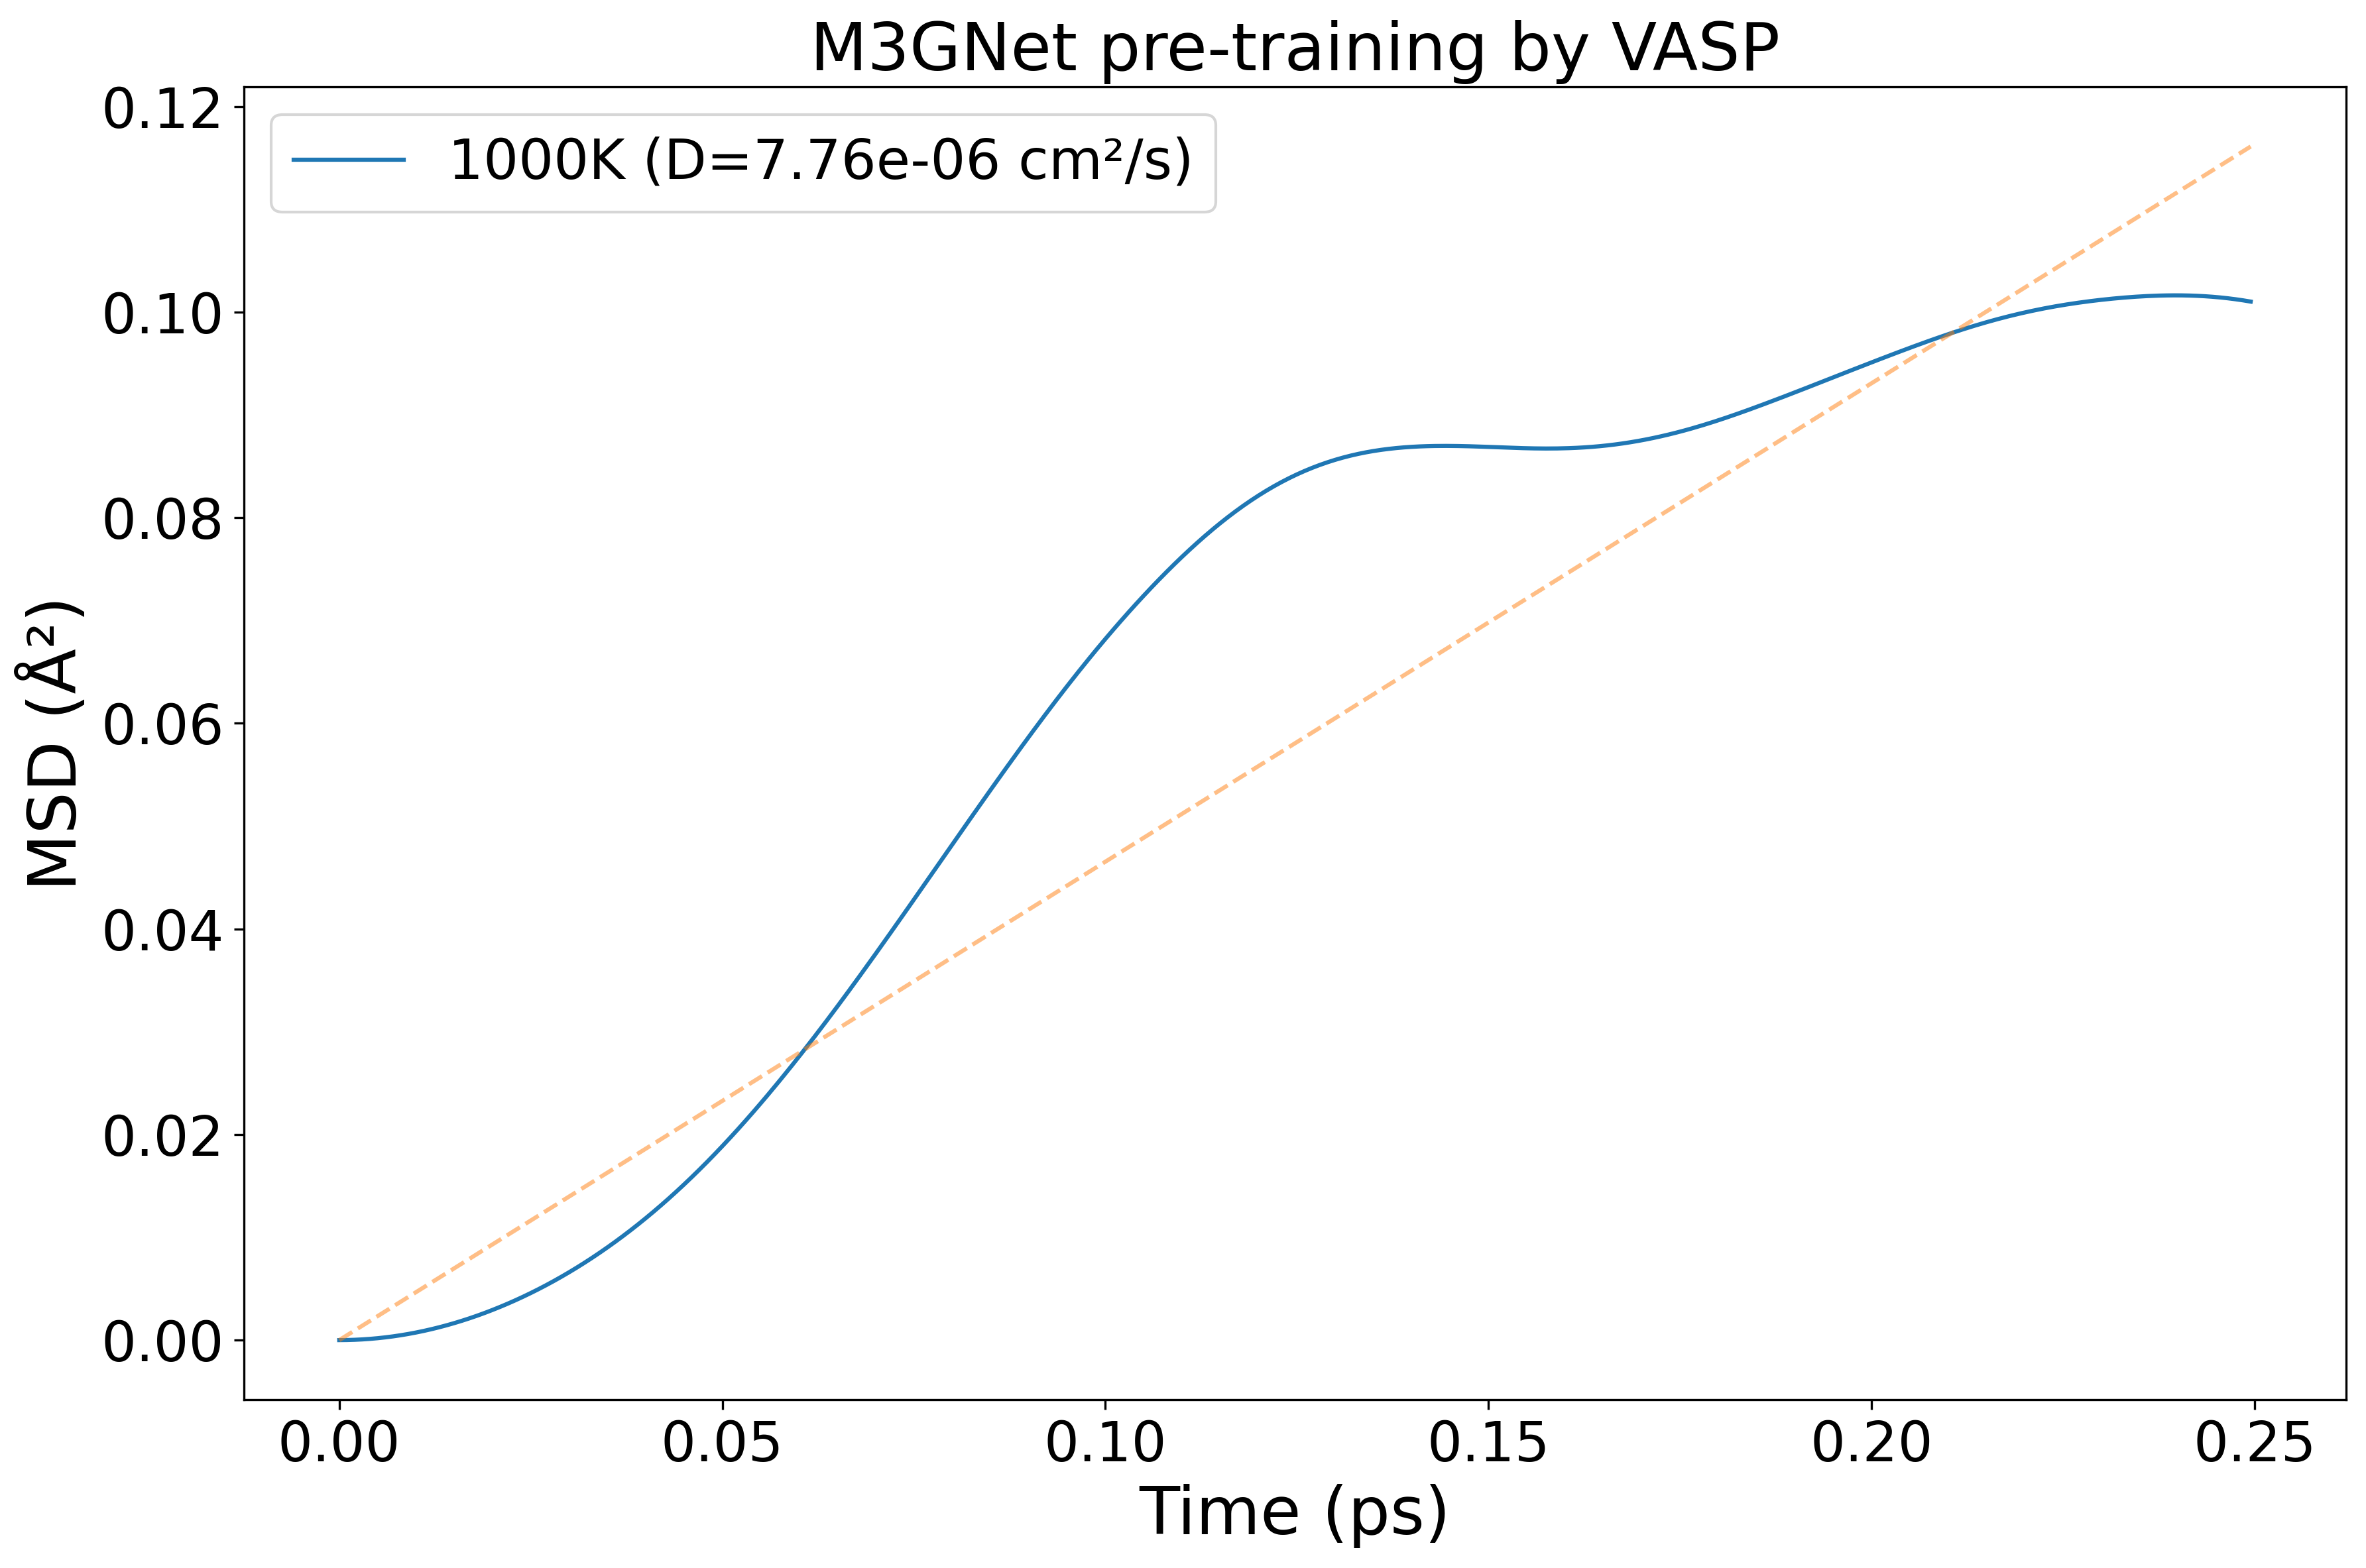 M3GNet pre-training by VASP
1000K (D=7.76e-06 cm²/s)
MSD (Å²)
0.12
0.10
0.08
0.06
0.04
0.02
0.00
0.00 0.05 0.10 0.15 0.20 0.25
Time (ps)